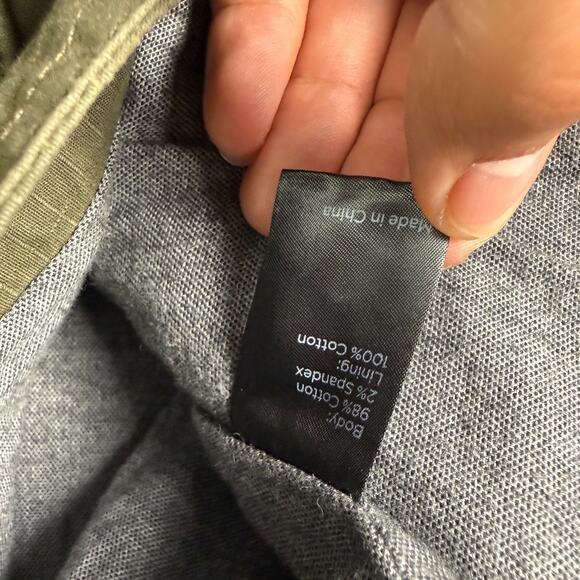 Body:
98% Cotton
2% Spandex
Lining:
100% Cotton
Made in China